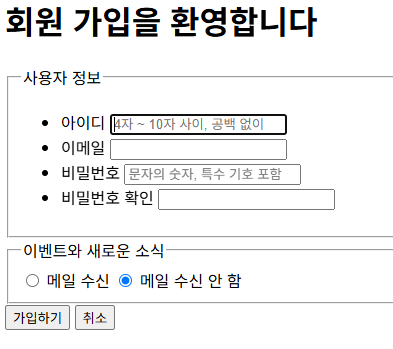 회원 가입을 환영합니다
사용자 정보
아이디 4자 ~ 10자 사이, 공백 없이
이메일
비밀번호 문자의 숫자, 특수 기호 포함
비밀번호 확인
이벤트와 새로운 소식
메일 수신 메일 수신 안 함
가입하기 취소